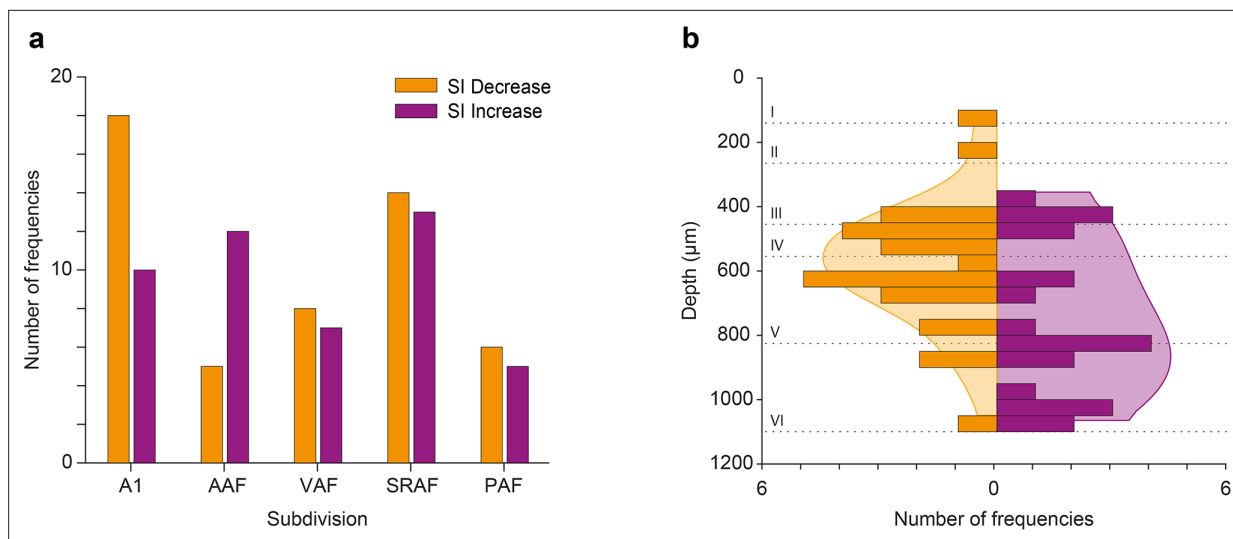 a
20
10
0
Number of frequencies
SI Decrease
SI Increase
A1 AAF VAF SRAF PAF
Subdivision
b
0
200
400
600
800
1000
1200
Depth (µm)
I
II
III
IV
V
VI
6 0 6
Number of frequencies